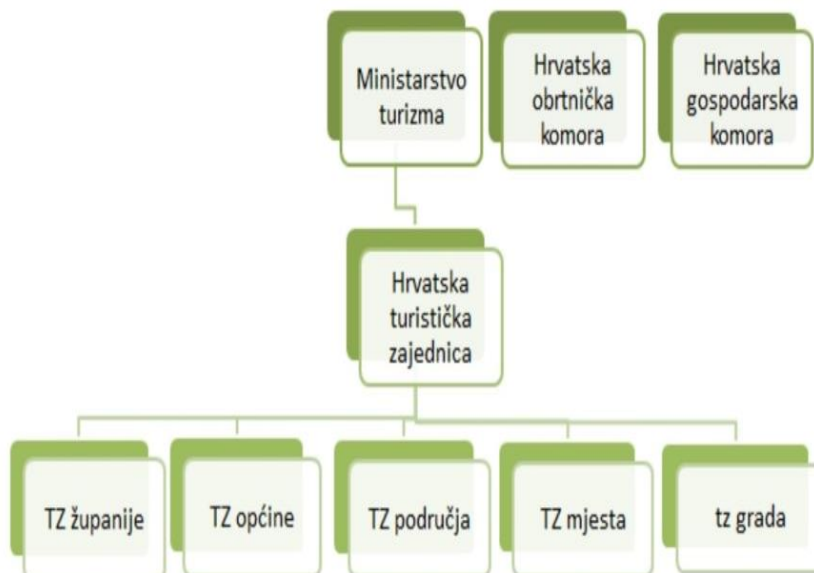 Ministarstvo
turizma
Hrvatska
obrtnička
komora
Hrvatska
gospodarska
komora
Hrvatska
turistička
zajednica
TZ županije
TZ općine
TZ područja
TZ mjesta
tz grada